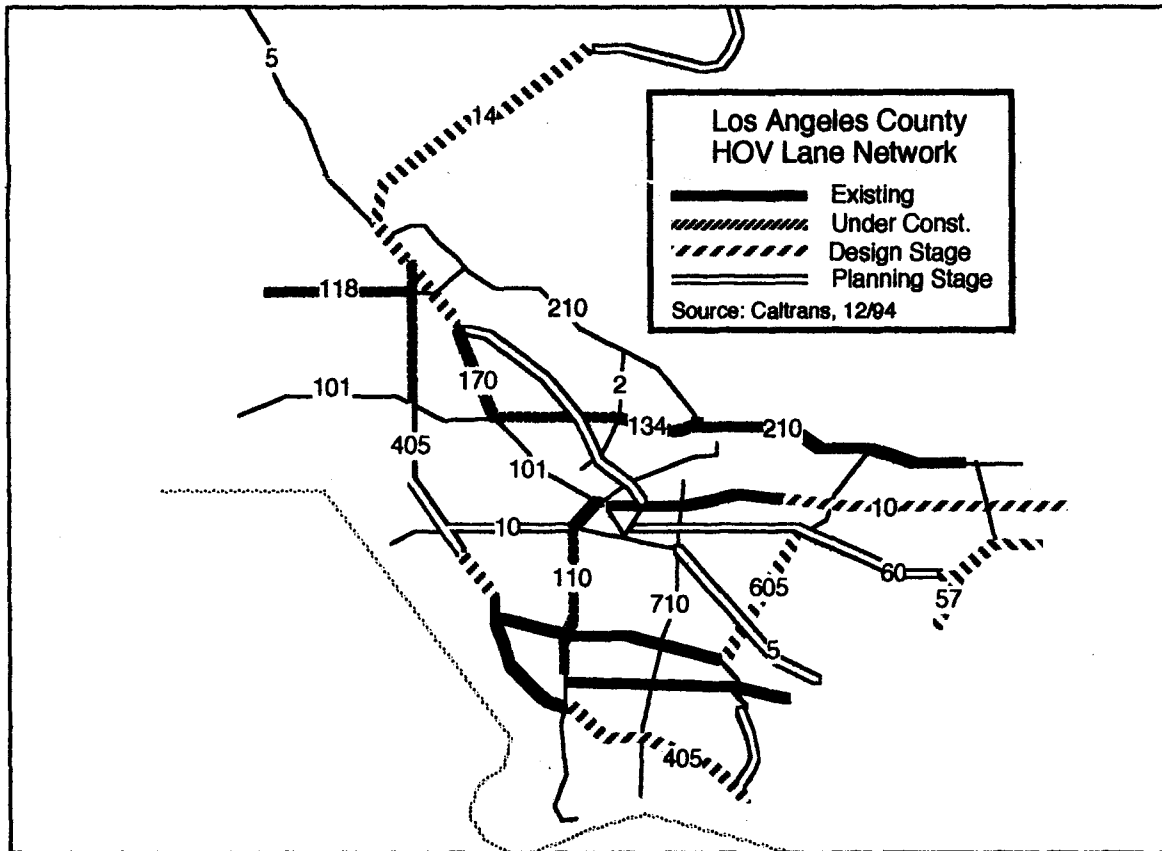 5
14
Los Angeles County
HOV Lane Network
Existing
Under Const.
Design Stage
Planning Stage
Source: Caltrans, 12/94
118
210
170
2
101
134
210
405
101
10
10
110
710
605
60
57
5
405